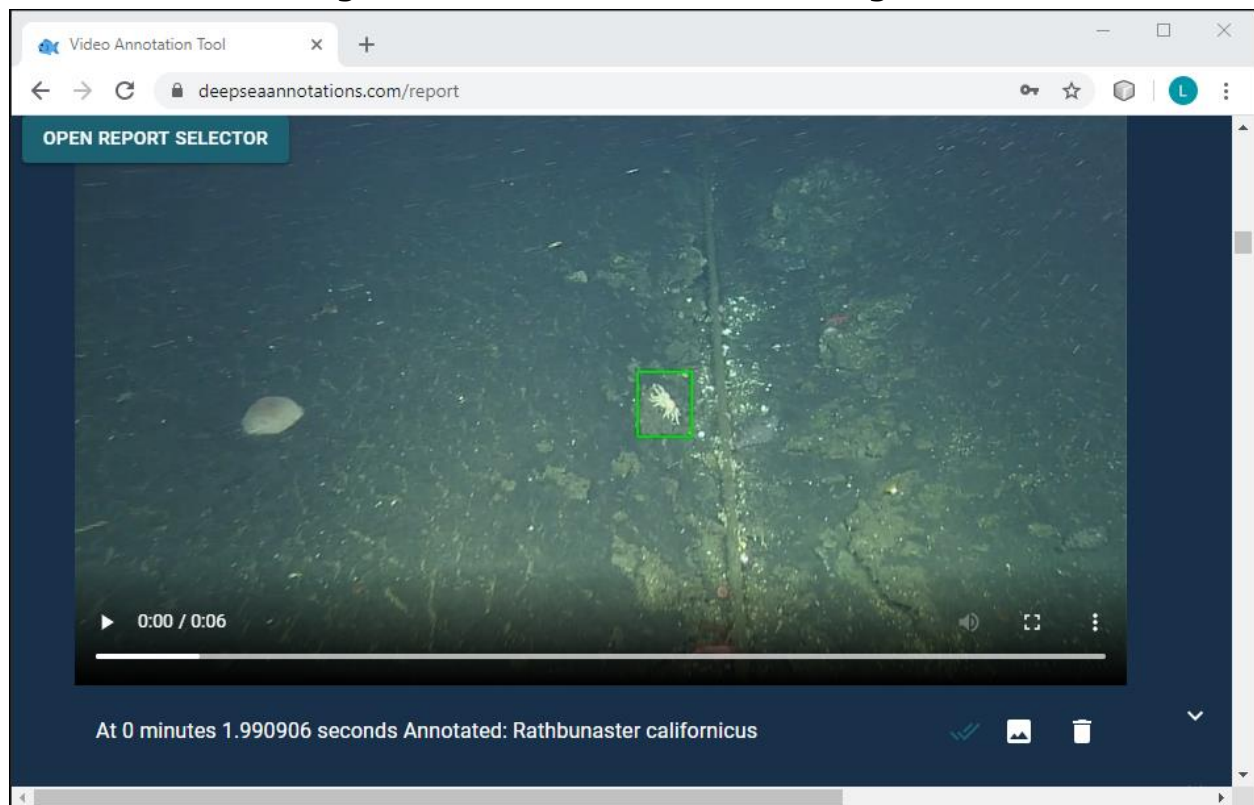 Video Annotation Tool
deepseaannotations.com/report
L
OPEN REPORT SELECTOR
0:00 / 0:06
At 0 minutes 1.990906 seconds Annotated: Rathbunaster californicus